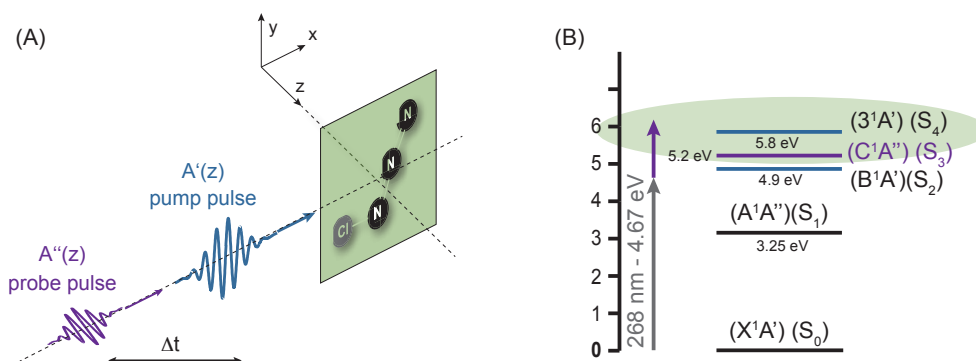 (A)
y
x
z
N
N
N
Cl
A‘(z)
pump pulse
A“(z)
probe pulse
Δt
(B)
6
5
4
3
2
1
0
268 nm - 4.67 eV
(3¹A’) (S₄)
5.8 eV
5.2 eV
(C¹A’’) (S₃)
4.9 eV
(B¹A’)(S₂)
(A¹A’’)(S₁)
3.25 eV
(X¹A’) (S₀)